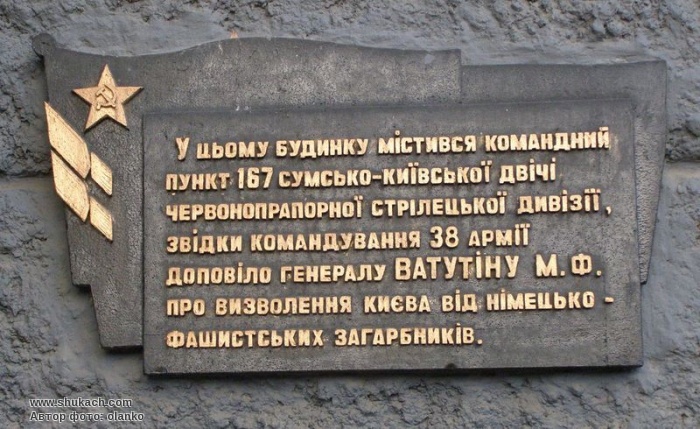 У цьому будинку містився командний
пункт 167 Сумсько-Київської двічі
Червонопрапорної стрілецької дивізії,
звідки командування 38 армії
доповіло генералу ВАТУТІНУ М.Ф.
про визволення Києва від німецько-
фашистських загарбників.
www.shukach.com
Автор фото: olanko